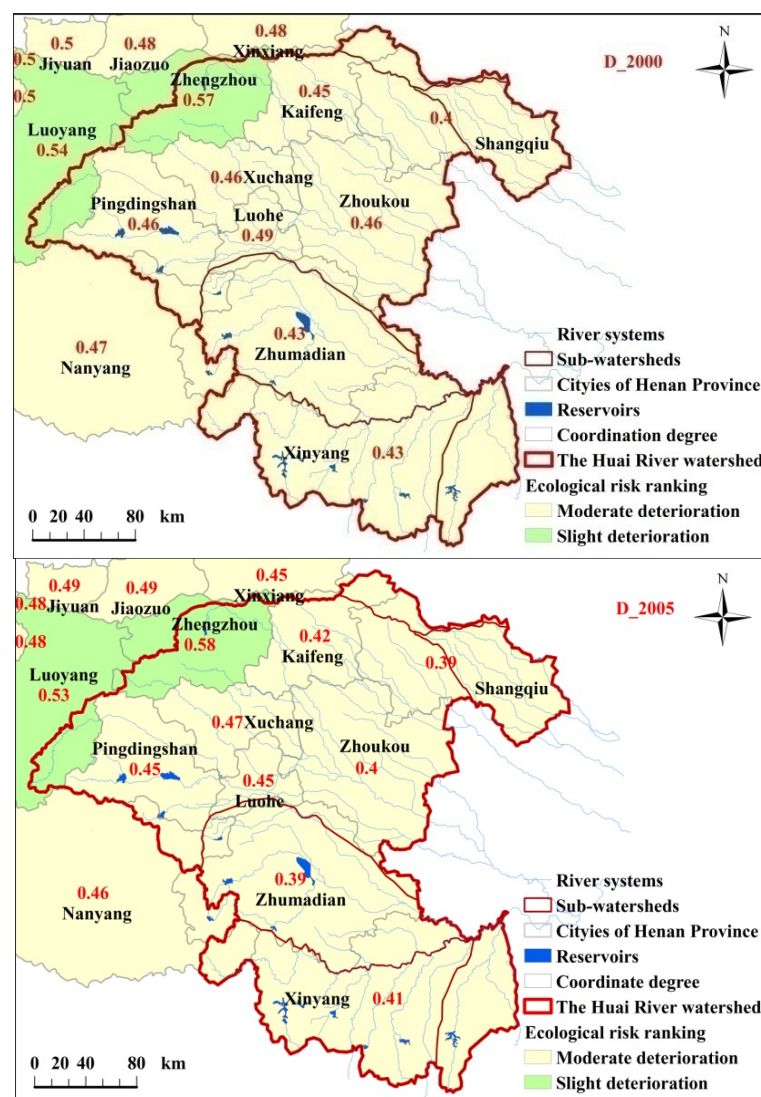 0.5
Jiyuan
0.48
Jiaozuo
0.48
Xinxiang
D_2000
N
0.5
0.5
Zhengzhou
0.57
0.45
Kaifeng
0.4
Shangqiu
Luoyang
0.54
0.46 Xuchang
Pingdingshan
0.46
Luohe
0.49
Zhoukou
0.46
0.47
Nanyang
0.43
Zhumadian
Xinyang
0.43
River systems
Sub-watersheds
Cityies of Henan Province
Reservoirs
Coordination degree
The Huai River watershed
Ecological risk ranking
Moderate deterioration
Slight deterioration
0 20 40 80 km
0.49
Jiyuan
0.49
Jiaozuo
0.45
Xinxiang
D_2005
N
0.48
0.48
Zhengzhou
0.58
0.42
Kaifeng
0.39
Shangqiu
Luoyang
0.53
0.47 Xuchang
Pingdingshan
0.45
0.45
Luohe
Zhoukou
0.4
0.46
Nanyang
0.39
Zhumadian
Xinyang
0.41
River systems
Sub-watersheds
Cityies of Henan Province
Reservoirs
Coordinate degree
The Huai River watershed
Ecological risk ranking
Moderate deterioration
Slight deterioration
0 20 40 80 km